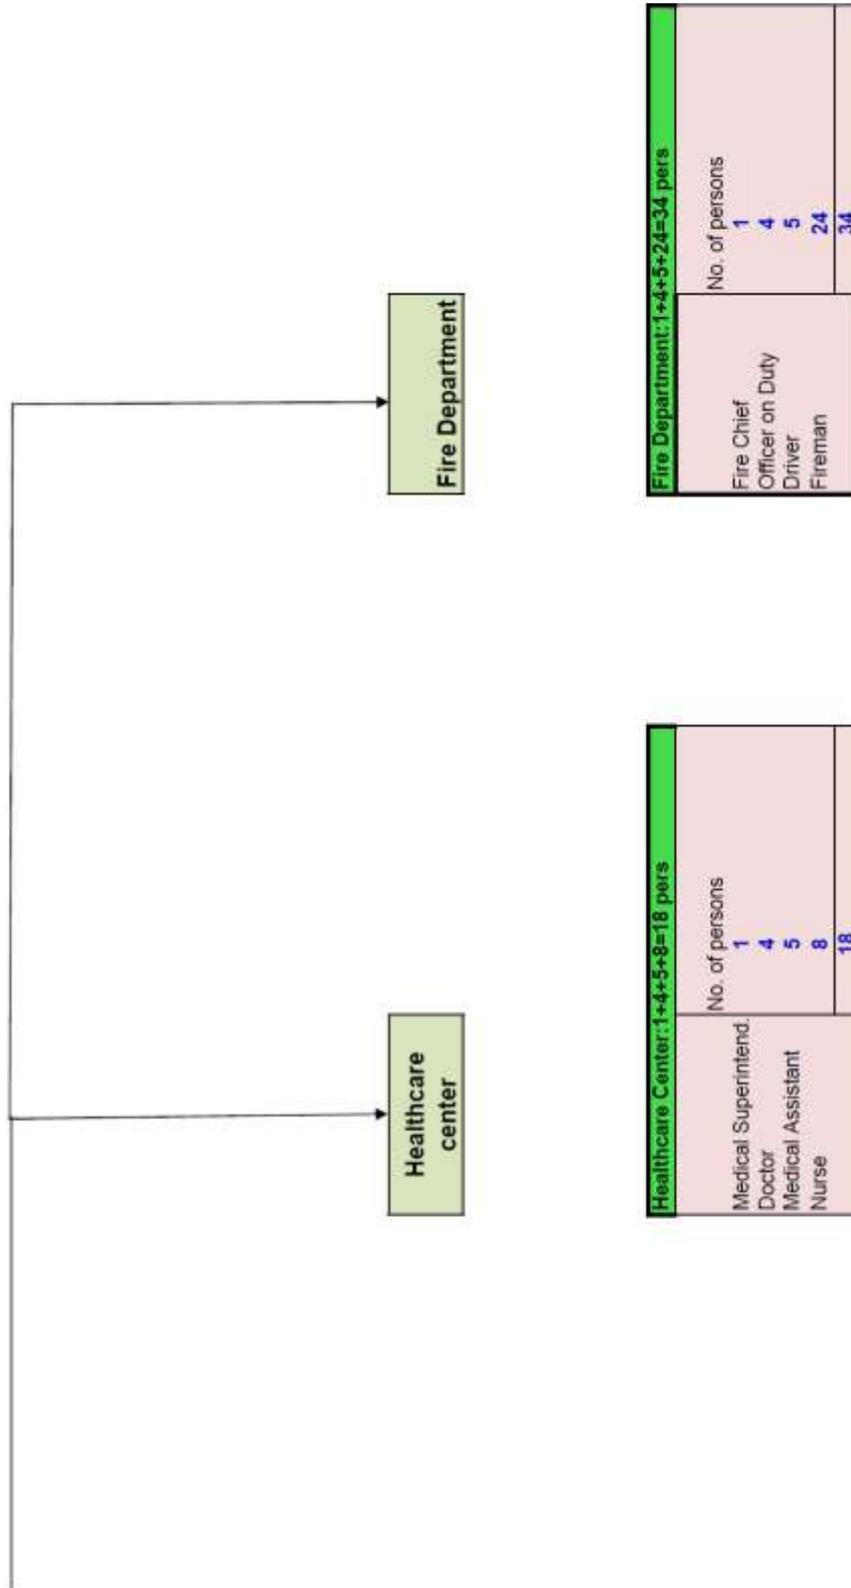 Healthcare
center
Fire Department
Healthcare Center:1+4+5+8=18 pers
No. of persons
Medical Superintend. 1
Doctor 4
Medical Assistant 5
Nurse 8
18
Fire Department:1+4+5+24=34 pers
No. of persons
Fire Chief 1
Officer on Duty 4
Driver 5
Fireman 24
34